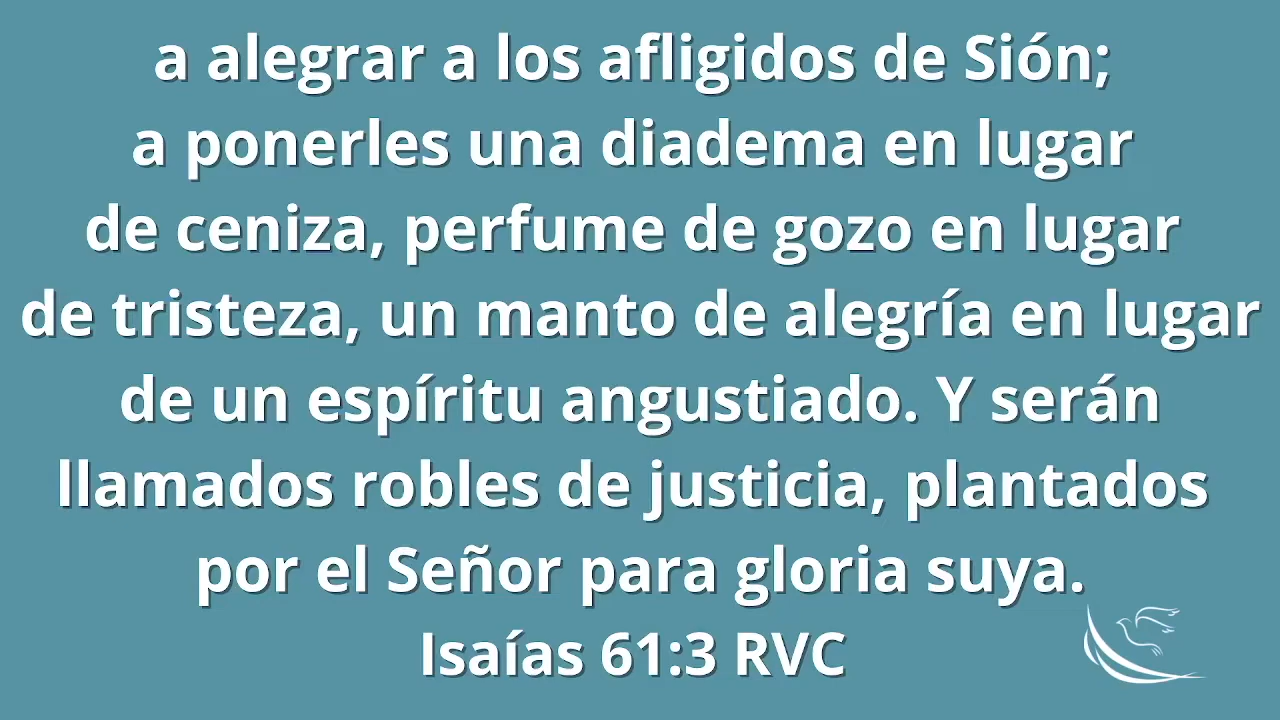 a alegrar a los afligidos de Sión;
a ponerles una diadema en lugar
de ceniza, perfume de gozo en lugar
de tristeza, un manto de alegría en lugar
de un espíritu angustiado. Y serán
llamados robles de justicia, plantados
por el Señor para gloria suya.
Isaías 61:3 RVC